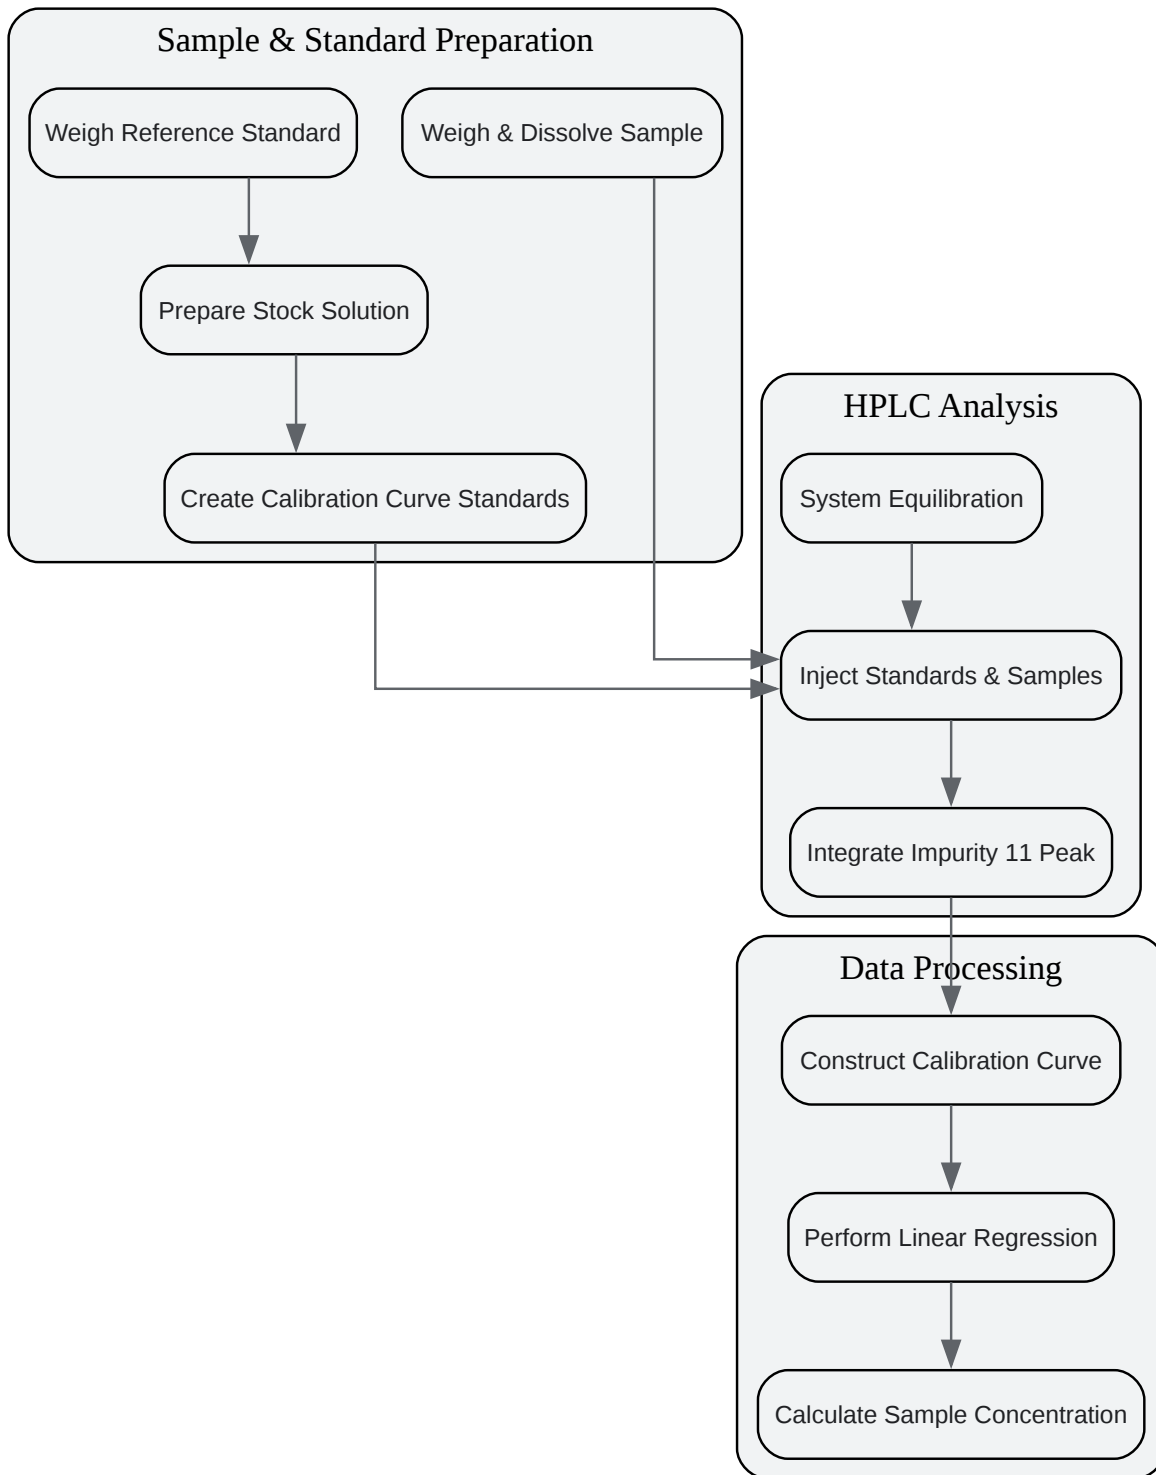 Sample & Standard Preparation
Weigh Reference Standard
Weigh & Dissolve Sample
Prepare Stock Solution
Create Calibration Curve Standards
HPLC Analysis
System Equilibration
Inject Standards & Samples
Integrate Impurity 11 Peak
Data Processing
Construct Calibration Curve
Perform Linear Regression
Calculate Sample Concentration